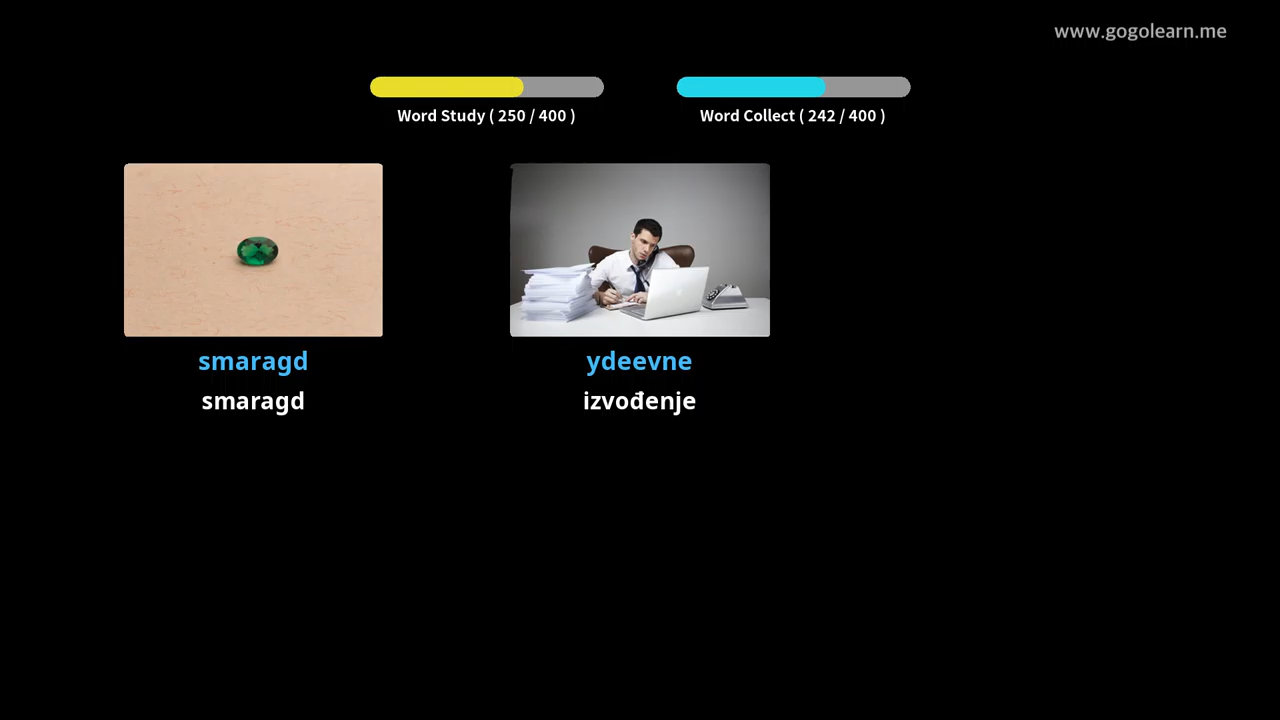 www.gogolearn.me
Word Study ( 250 / 400 )
Word Collect ( 242 / 400 )
smaragd
smaragd
ydeevne
izvođenje